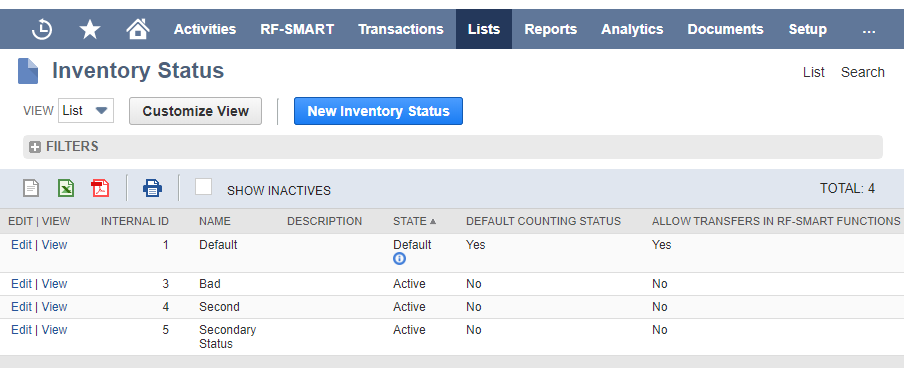 Activities RF-SMART Transactions Lists Reports Analytics Documents Setup ...
Inventory Status List Search
VIEW List Customize View New Inventory Status
FILTERS
SHOW INACTIVES TOTAL: 4
EDIT | VIEW INTERNAL ID NAME DESCRIPTION STATE ▲ DEFAULT COUNTING STATUS ALLOW TRANSFERS IN RF-SMART FUNCTIONS
Edit | View 1 Default Default Yes Yes
Edit | View 3 Bad Active No No
Edit | View 4 Second Active No No
Edit | View 5 Secondary Active No No
Status